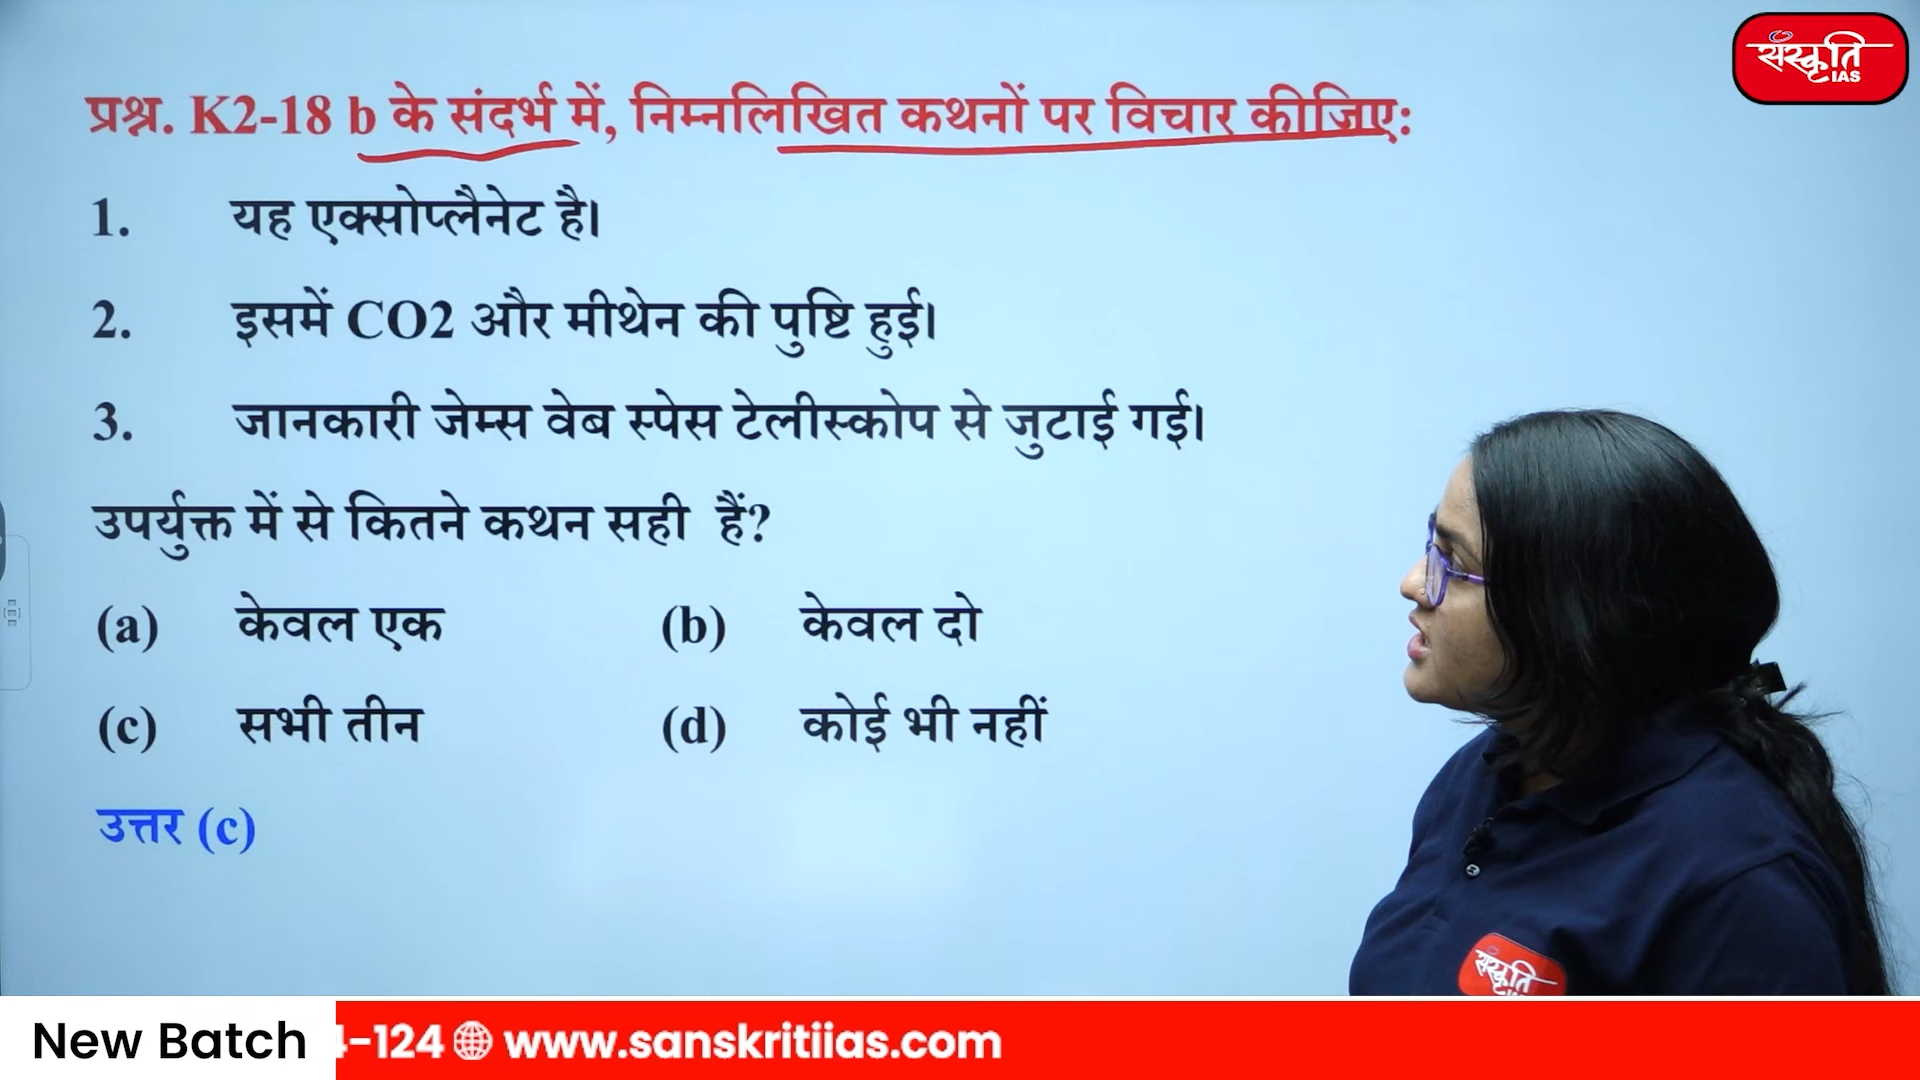 संस्कृति
IAS
प्रश्न. K2-18 b के संदर्भ में, निम्नलिखित कथनों पर विचार कीजिए:
1. यह एक्सोप्लैनेट है।
2. इसमें CO2 और मीथेन की पुष्टि हुई।
3. जानकारी जेम्स वेब स्पेस टेलीस्कोप से जुटाई गई।
उपर्युक्त में से कितने कथन सही हैं?
(a) केवल एक (b) केवल दो
(c) सभी तीन (d) कोई भी नहीं
उत्तर (c)
संस्कृति
New Batch 4-124 www.sanskritiias.com